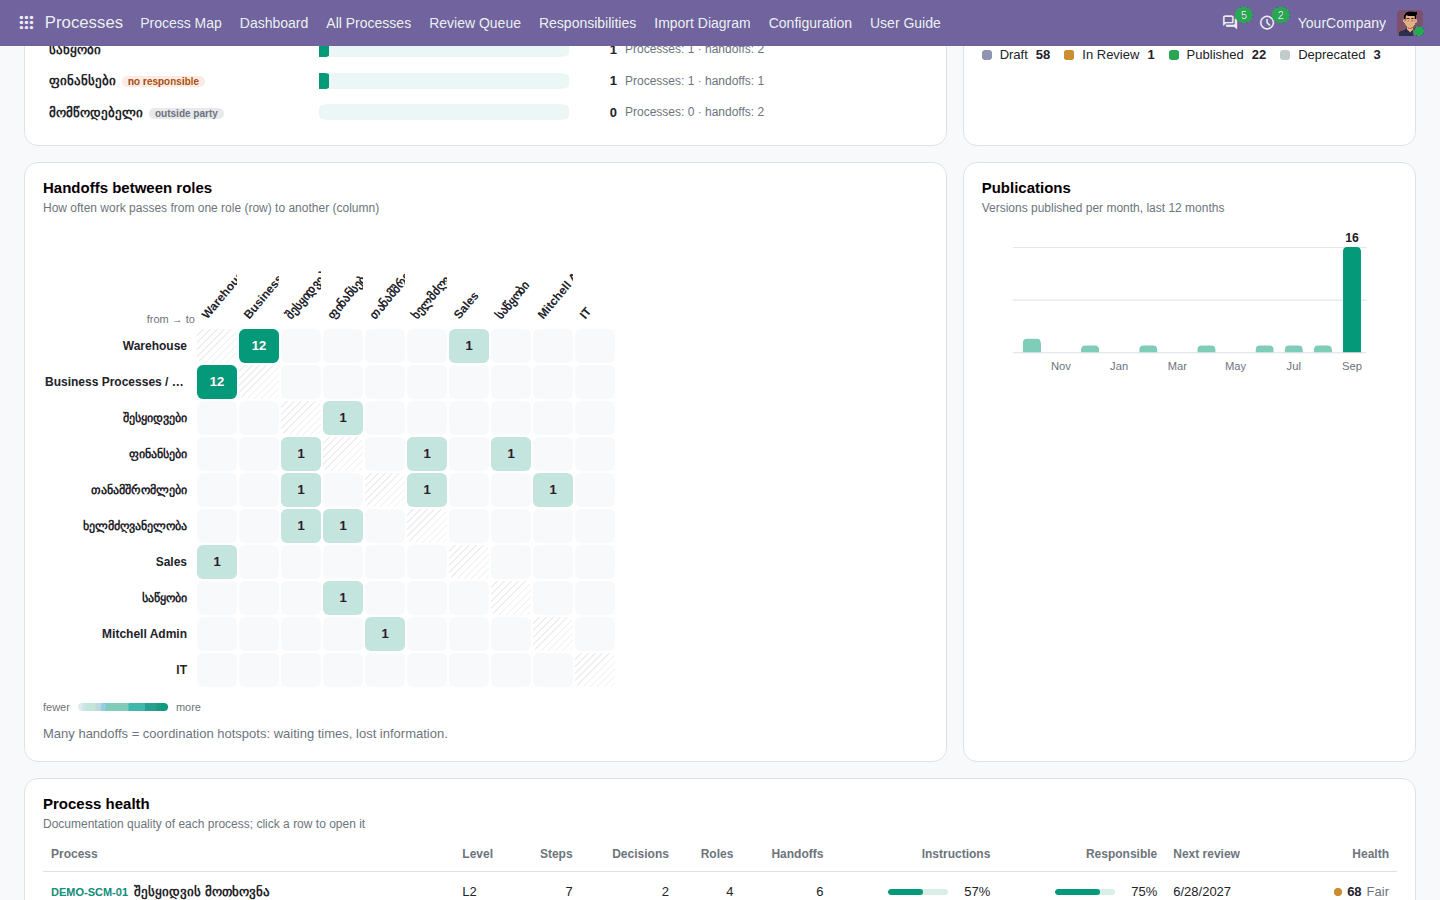 Processes Process Map Dashboard All Processes Review Queue Responsibilities Import Diagram Configuration User Guide 5 2 YourCompany
საწყობი 1 Processes: 1 · handoffs: 2
Draft 58 In Review 1 Published 22 Deprecated 3
ფინანსები no responsible 1 Processes: 1 · handoffs: 1
მომწოდებელი outside party 0 Processes: 0 · handoffs: 2
Handoffs between roles
How often work passes from one role (row) to another (column)
from → to Sales საწყობი Mitchell IT
Warehouse 12 1
Business Processes / ... 12
შესყიდვები 1
ფინანსები 1 1 1
თანამშრომლები 1 1 1
ხელმძღვანელობა 1 1
Sales 1
საწყობი 1
Mitchell Admin 1
IT
fewer more
Many handoffs = coordination hotspots: waiting times, lost information.
Publications
Versions published per month, last 12 months
16
Nov Jan Mar May Jul Sep
Process health
Documentation quality of each process; click a row to open it
Process Level Steps Decisions Roles Handoffs Instructions Responsible Next review Health
DEMO-SCM-01 შესყიდვის მოთხოვნა L2 7 2 4 6 57% 75% 6/28/2027 68 Fair